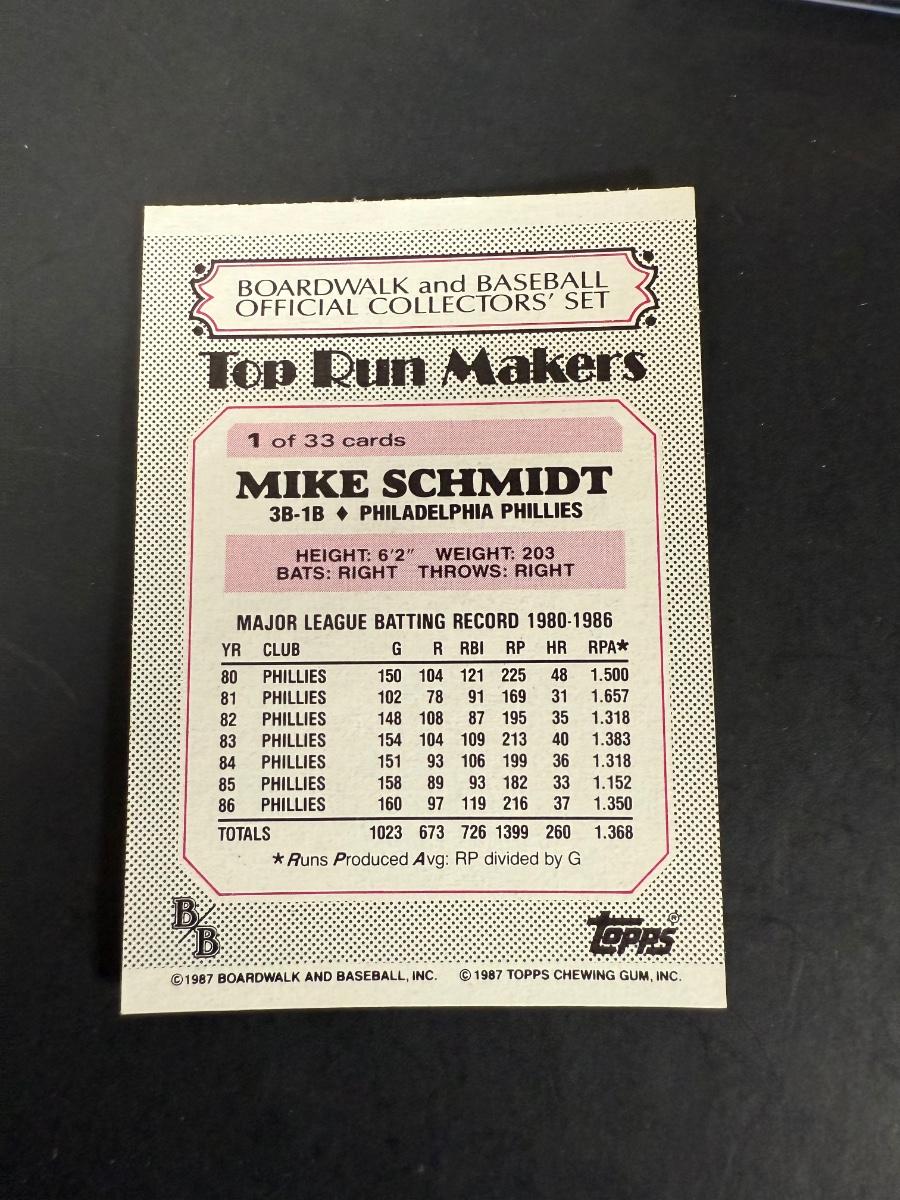 BOARDWALK and BASEBALL
OFFICIAL COLLECTORS' SET
Top Run Makers
1 of 33 cards
MIKE SCHMIDT
3B-1B ♦ PHILADELPHIA PHILLIES
HEIGHT: 6'2" WEIGHT: 203
BATS: RIGHT THROWS: RIGHT
MAJOR LEAGUE BATTING RECORD 1980-1986
YR CLUB G R RBI RP HR RPA★
80 PHILLIES 150 104 121 225 48 1.500
81 PHILLIES 102 78 91 169 31 1.657
82 PHILLIES 148 108 87 195 35 1.318
83 PHILLIES 154 104 109 213 40 1.383
84 PHILLIES 151 93 106 199 36 1.318
85 PHILLIES 158 89 93 182 33 1.152
86 PHILLIES 160 97 119 216 37 1.350
TOTALS 1023 673 726 1399 260 1.368
★Runs Produced Avg: RP divided by G
B/B
TOPPS®
©1987 BOARDWALK AND BASEBALL, INC. ©1987 TOPPS CHEWING GUM, INC.